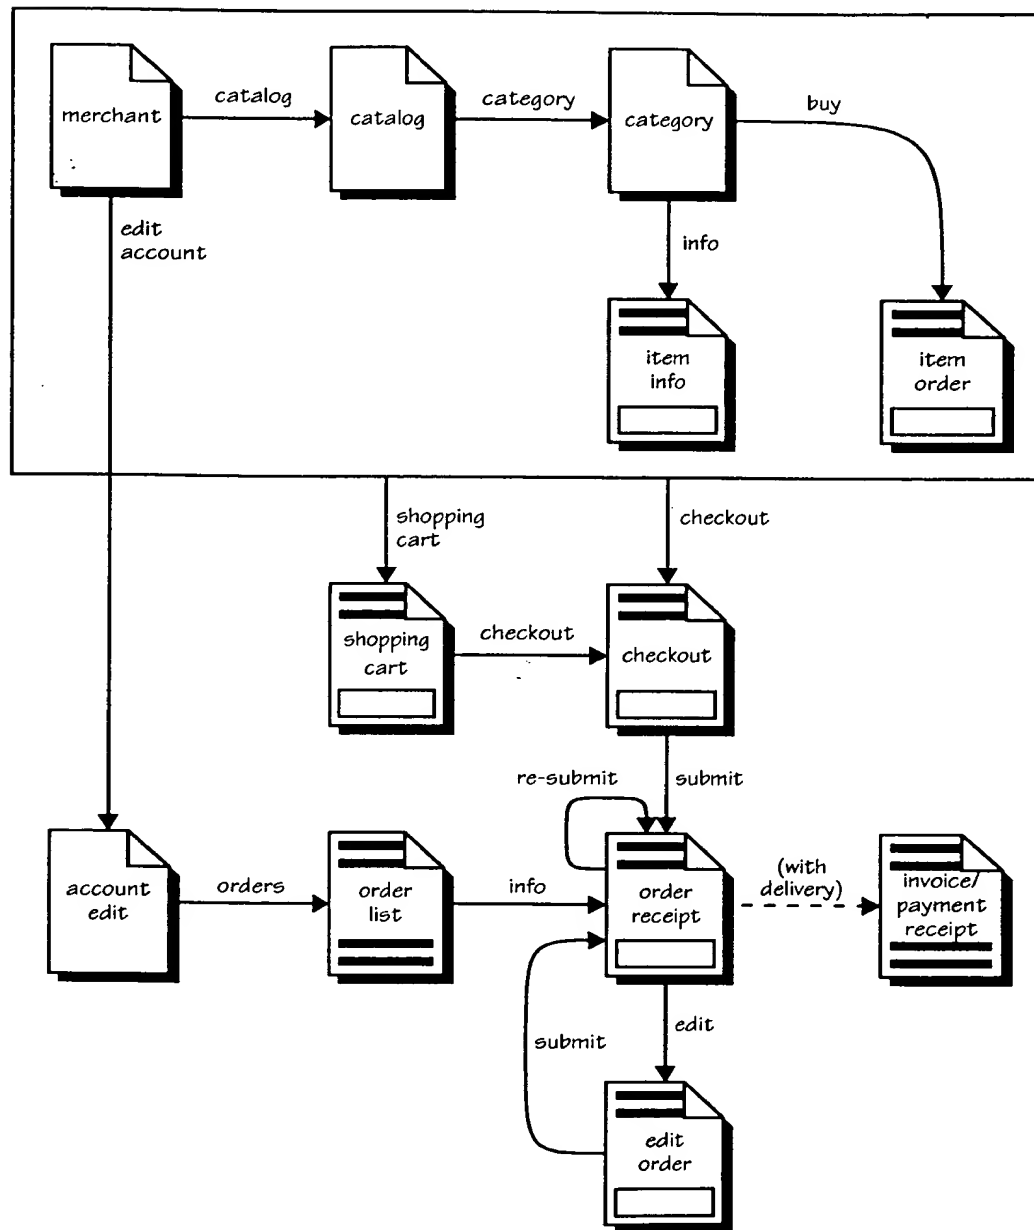 catalog
category
buy
merchant
catalog
category
edit
account
info
item
info
item
order
shopping
cart
checkout
shopping
cart
checkout
checkout
re-submit
submit
account
edit
orders
order
list
info
order
receipt
(with
delivery)
invoice/
payment
receipt
submit
edit
edit
order